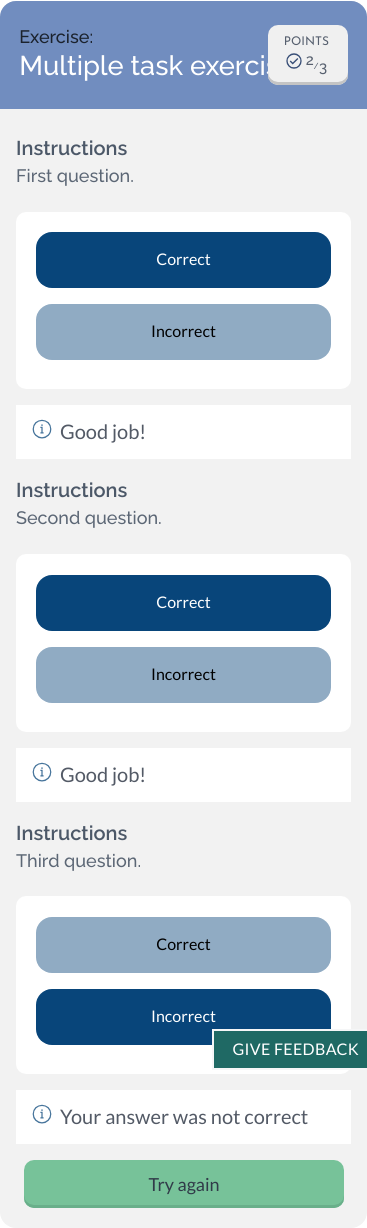 Exercise:
Multiple task exerci
POINTS
2/3
Instructions
First question.
Correct
Incorrect
Good job!
Instructions
Second question.
Correct
Incorrect
Good job!
Instructions
Third question.
Correct
Incorrect
GIVE FEEDBACK
Your answer was not correct
Try again